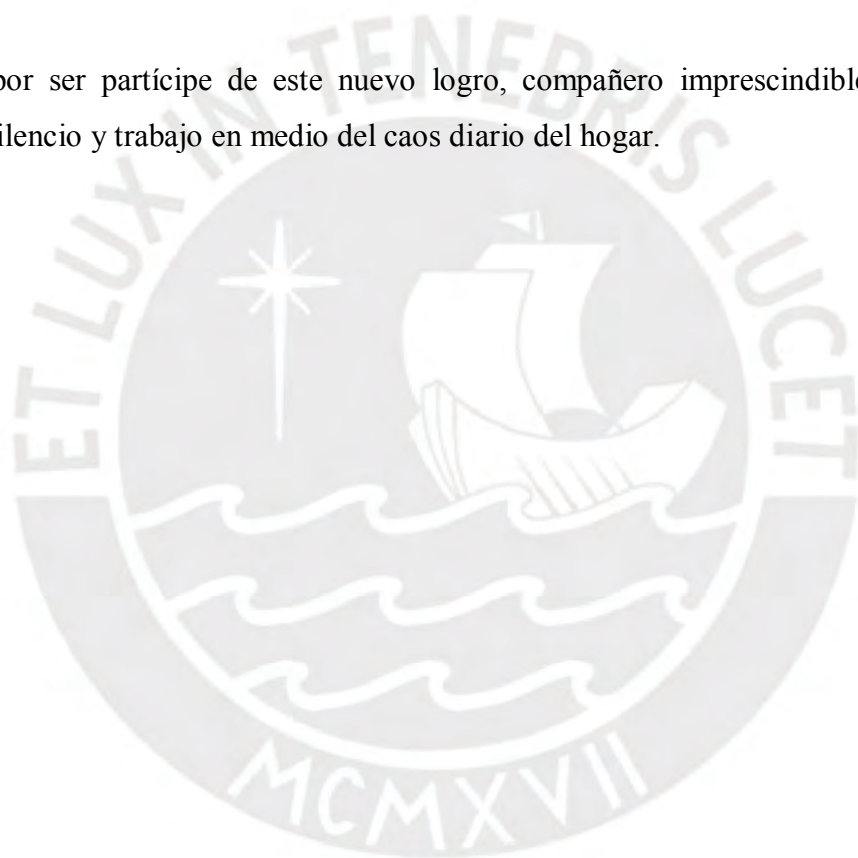 por ser partícipe de este nuevo logro, compañero imprescindible
ilencio y trabajo en medio del caos diario del hogar.
ET LUX IN TENEBRIS LUCET
MCMXVII